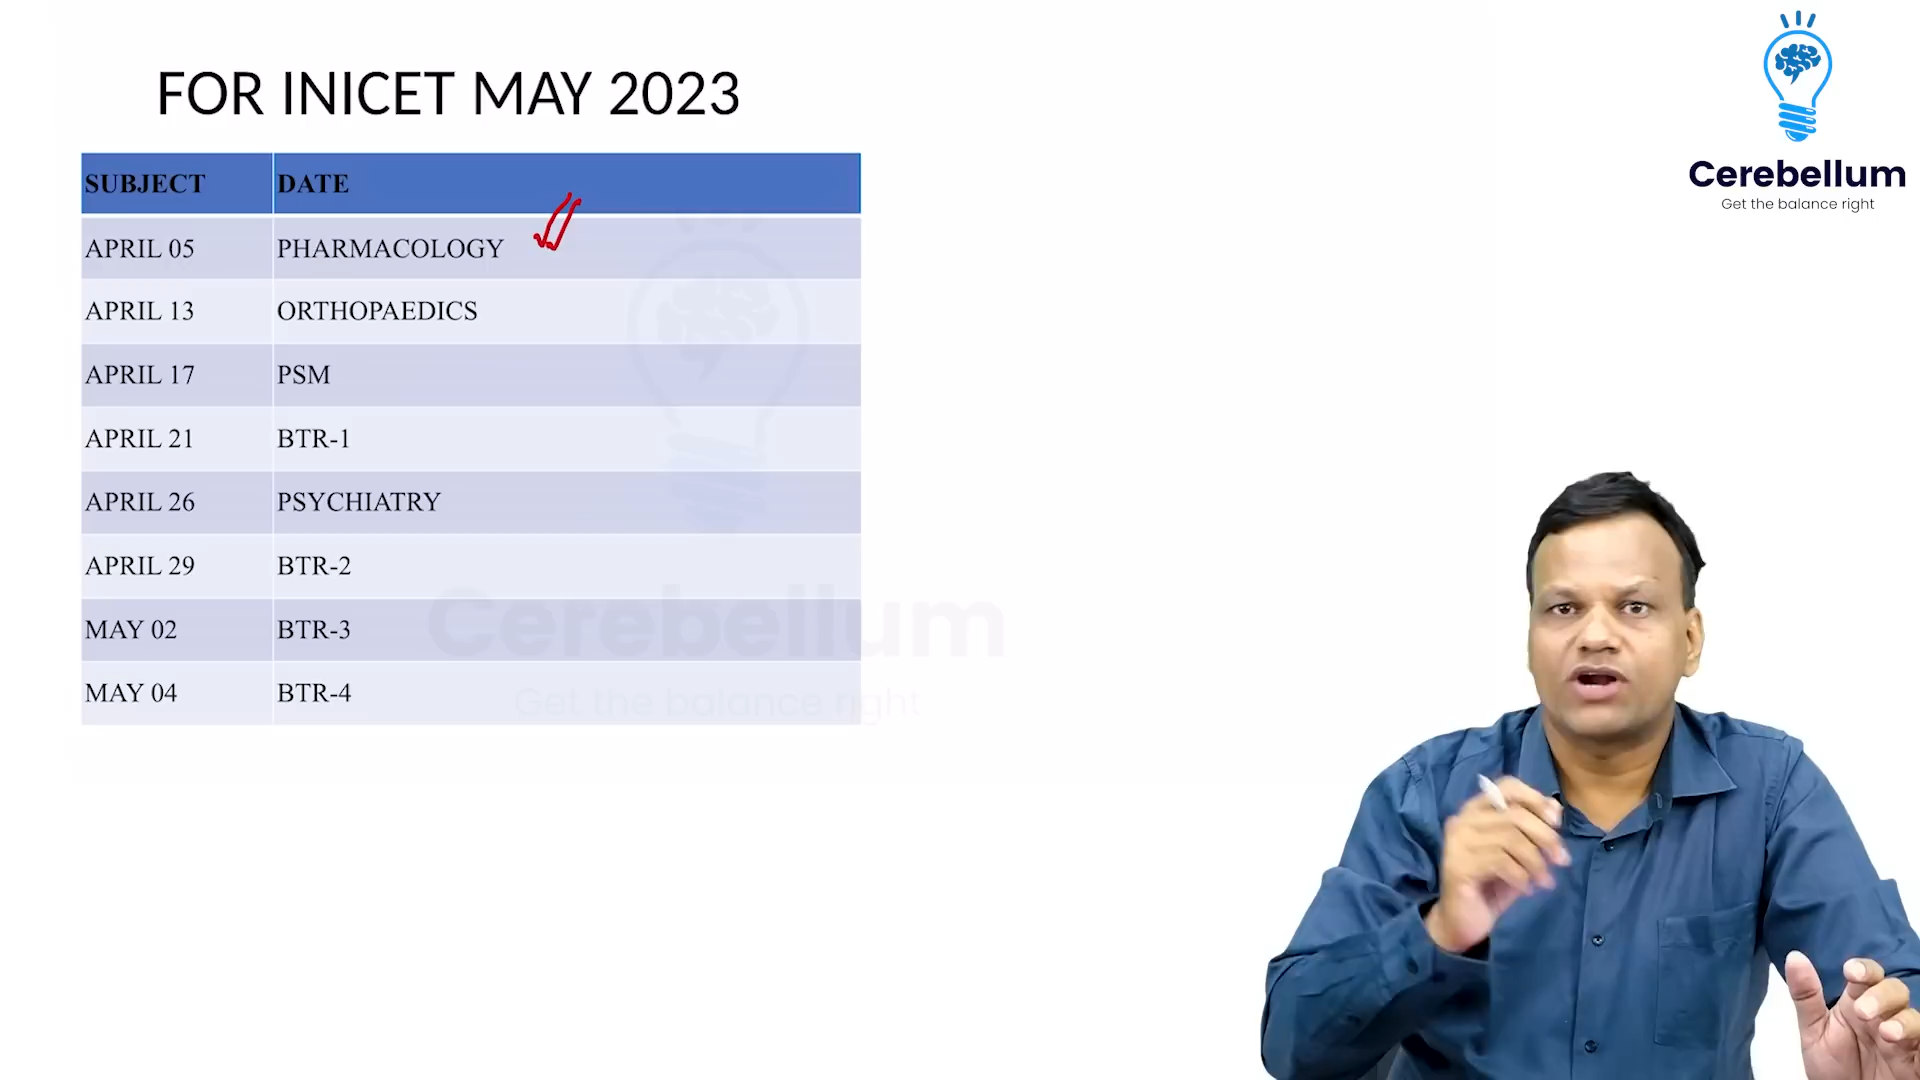 FOR INICET MAY 2023
SUBJECT DATE
APRIL 05 PHARMACOLOGY
APRIL 13 ORTHOPAEDICS
APRIL 17 PSM
APRIL 21 BTR-1
APRIL 26 PSYCHIATRY
APRIL 29 BTR-2
MAY 02 BTR-3
MAY 04 BTR-4
Cerebellum
Get the balance right
Cerebellum
Get the balance right